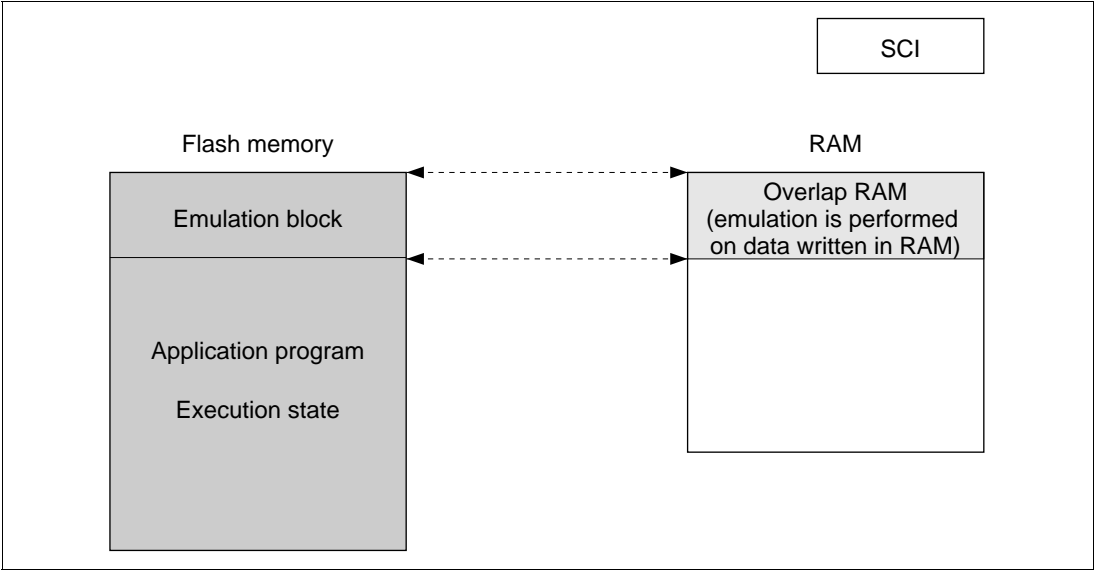 SCI
Flash memory
RAM
Emulation block
Overlap RAM
(emulation is performed
on data written in RAM)
Application program
Execution state